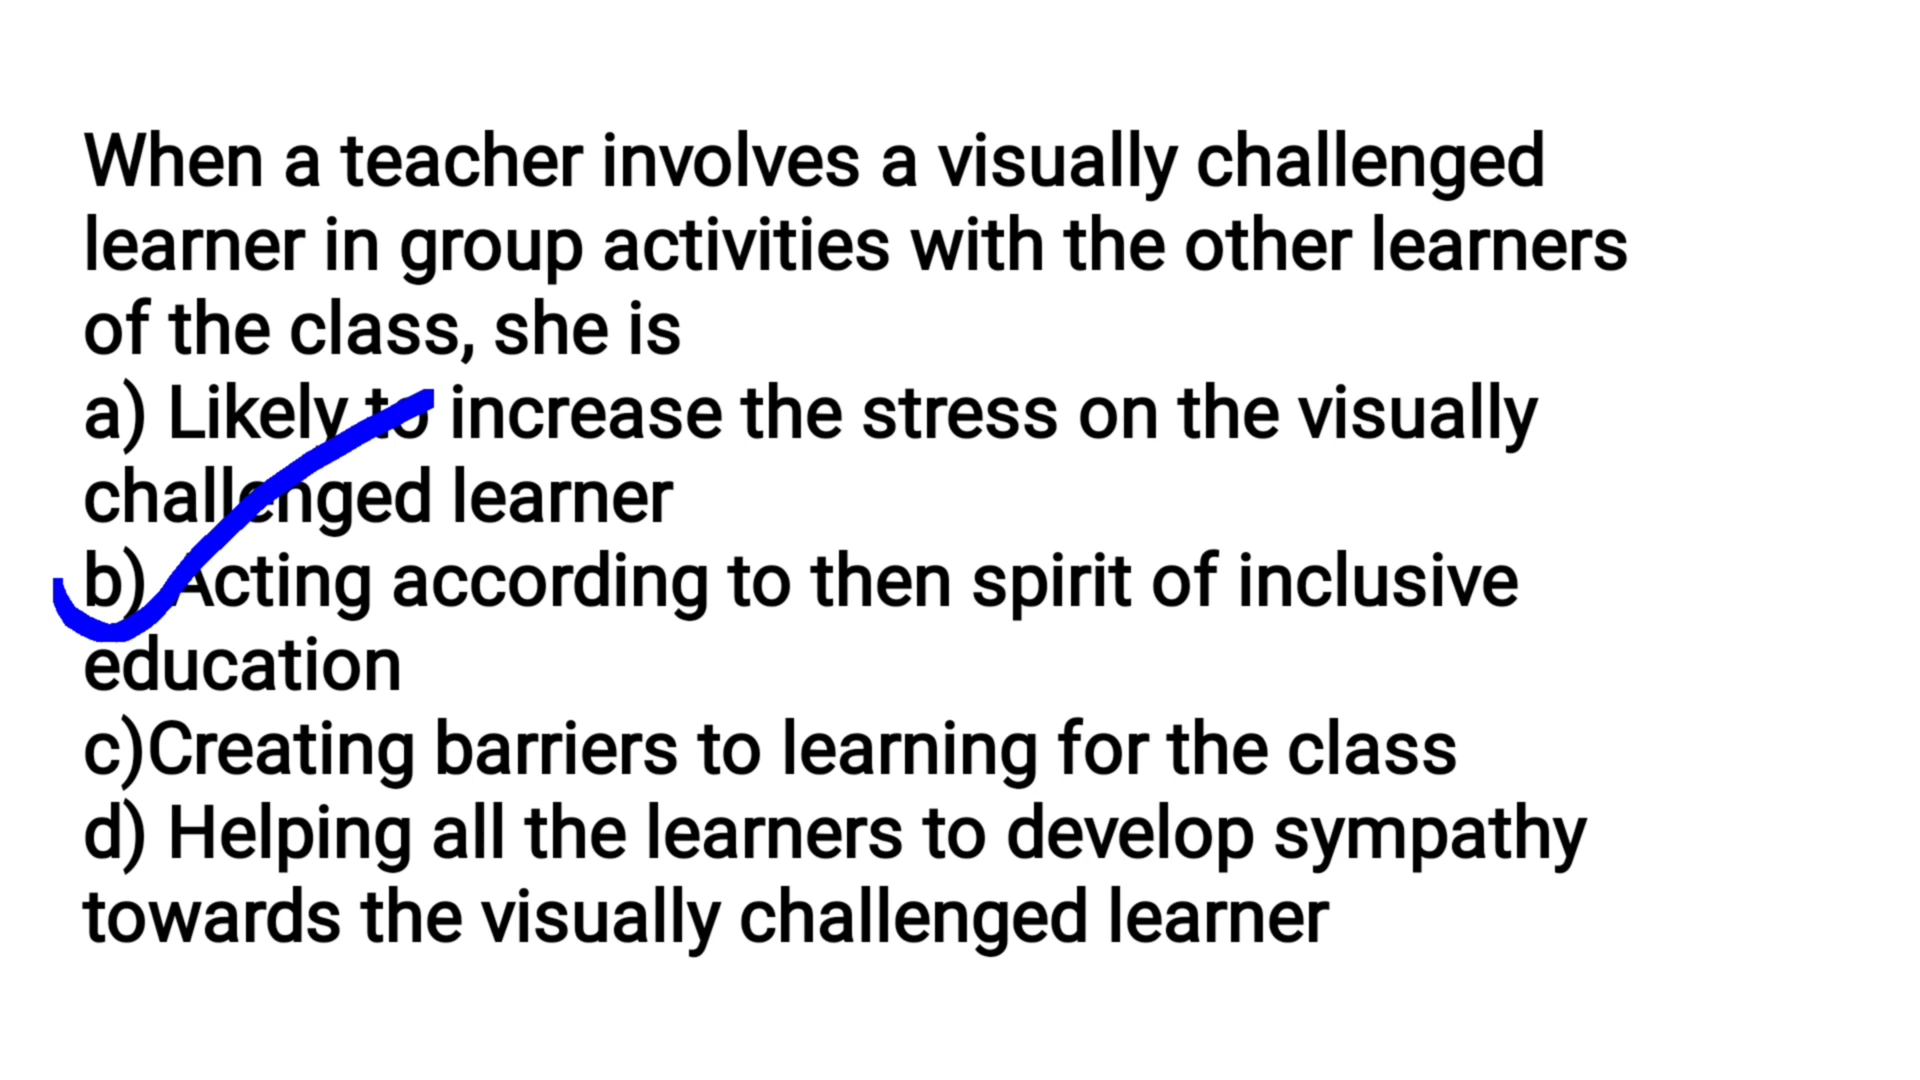 When a teacher involves a visually challenged
learner in group activities with the other learners
of the class, she is
a) Likely to increase the stress on the visually
challenged learner
b) Acting according to then spirit of inclusive
education
c)Creating barriers to learning for the class
d) Helping all the learners to develop sympathy
towards the visually challenged learner